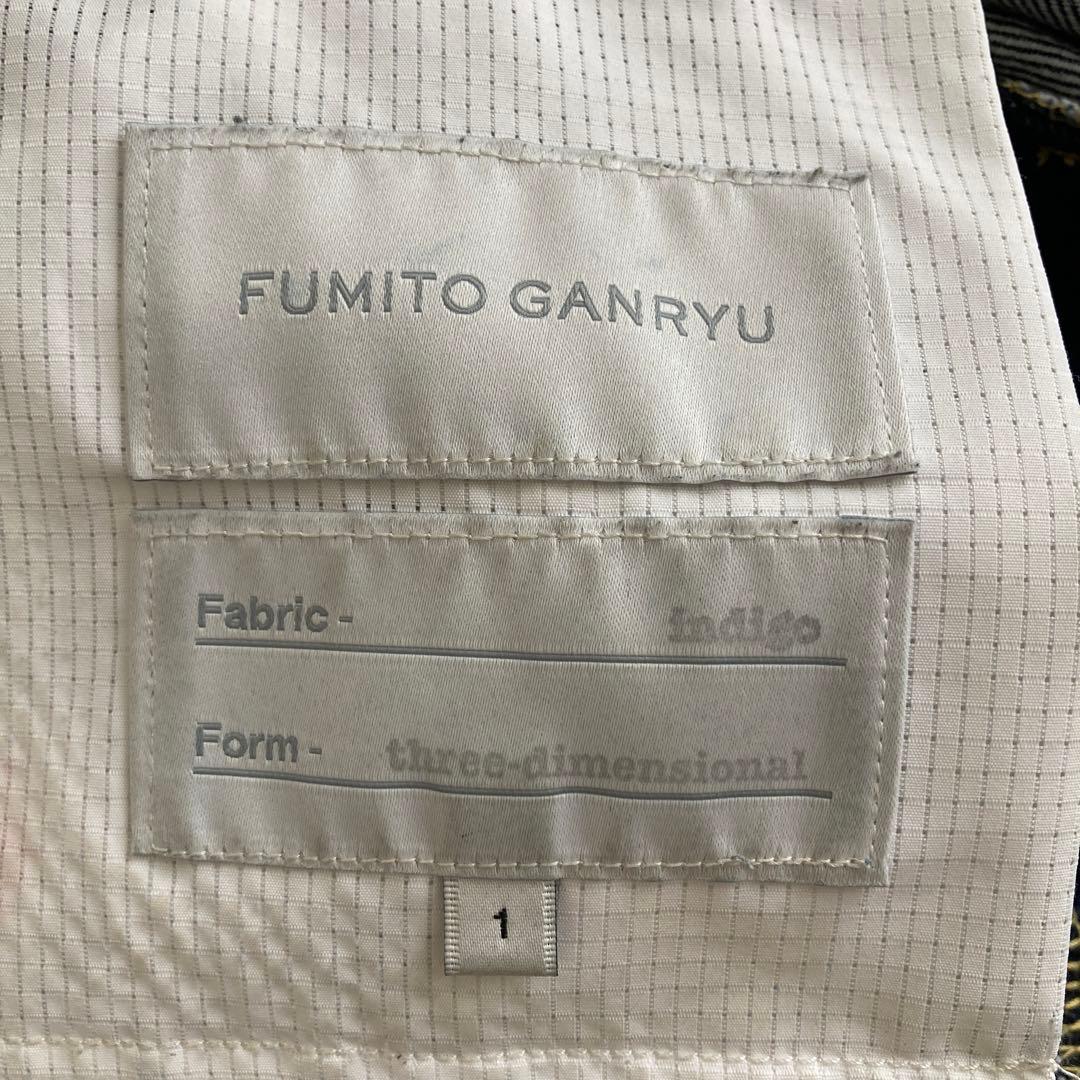 FUMITO GANRYU
Fabric - indigo
Form - three-dimensional
1